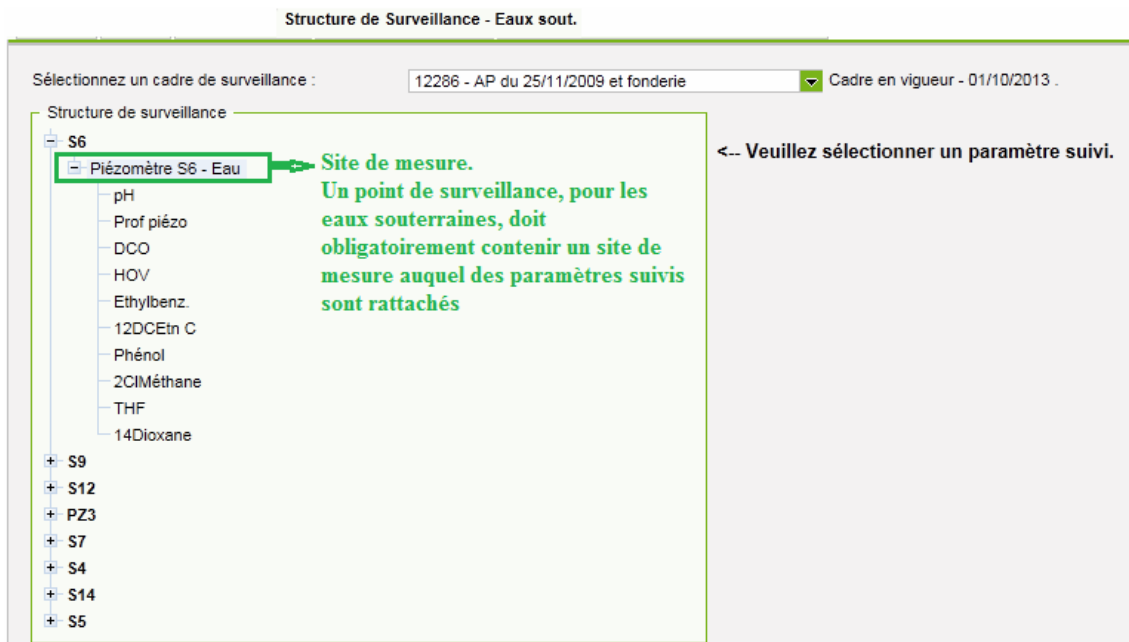 Structure de Surveillance - Eaux sout.
Sélectionnez un cadre de surveillance :
12286 - AP du 25/11/2009 et fonderie
Cadre en vigueur - 01/10/2013 .
Structure de surveillance
S6
Piézomètre S6 - Eau
pH
Prof piézo
DCO
HOV
Ethylbenz.
12DCEtn C
Phénol
2ClMéthane
THF
14Dioxane
S9
S12
PZ3
S7
S4
S14
S5
Site de mesure.
Un point de surveillance, pour les
eaux souterraines, doit
obligatoirement contenir un site de
mesure auquel des paramètres suivis
sont rattachés
<-- Veuillez sélectionner un paramètre suivi.